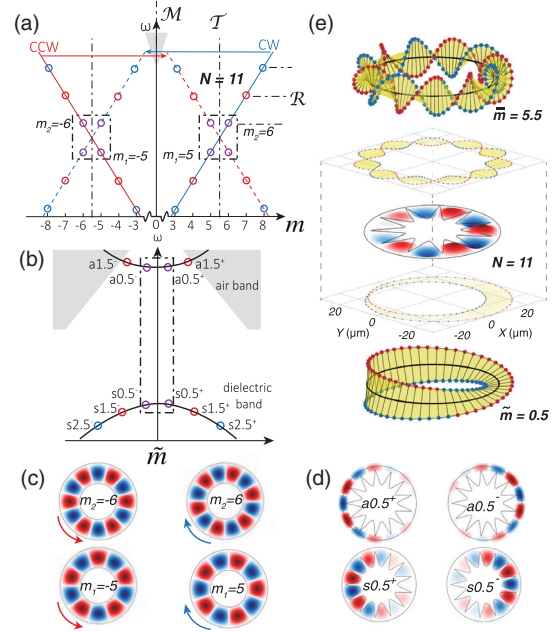 (a)
ω
ℳ
𝒯
CCW
CW
N = 11
ℛ
m₂=-6
m₂=6
m₁=-5
m₁=5
-8 -7 -6 -5 -4 -3 0 3 4 5 6 7 8 m
(b)
ω
a1.5⁻ a1.5⁺
a0.5⁻ a0.5⁺
air band
dielectric
band
s0.5⁻ s0.5⁺
s1.5⁻ s1.5⁺
s2.5⁻ s2.5⁺
m̃
(c)
m₂=-6 m₂=6
m₁=-5 m₁=5
(d)
a0.5⁺ a0.5⁻
s0.5⁺ s0.5⁻
(e)
m̅ = 5.5
N = 11
20
0
-20
Y (µm)
20
0
-20
X (µm)
m̃ = 0.5